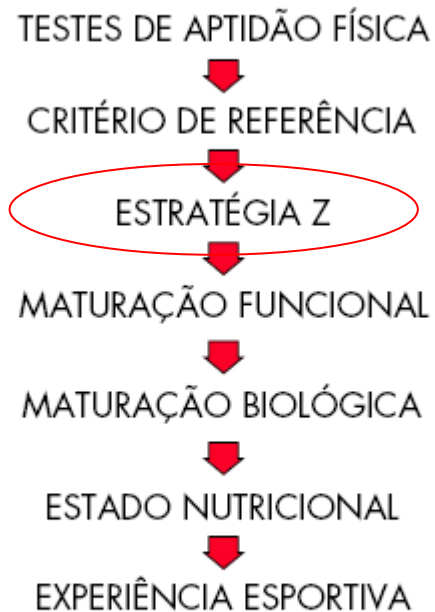 TESTES DE APTIDÃO FÍSICA
CRITÉRIO DE REFERÊNCIA
ESTRATÉGIA Z
MATURAÇÃO FUNCIONAL
MATURAÇÃO BIOLÓGICA
ESTADO NUTRICIONAL
EXPERIÊNCIA ESPORTIVA